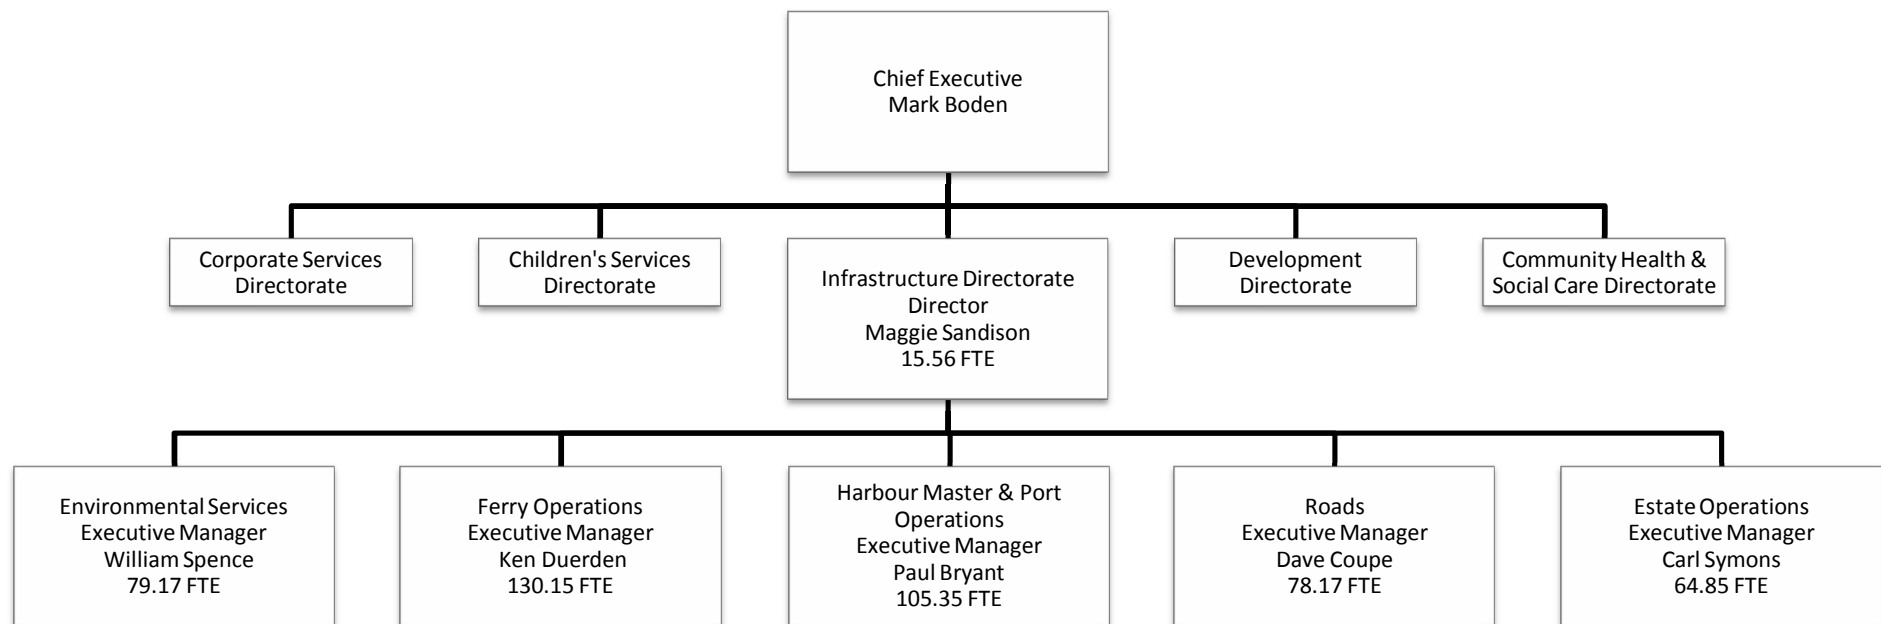 Chief Executive
Mark Boden
Corporate Services
Directorate
Children's Services
Directorate
Infrastructure Directorate
Director
Maggie Sandison
15.56 FTE
Development
Directorate
Community Health &
Social Care Directorate
Environmental Services
Executive Manager
William Spence
79.17 FTE
Ferry Operations
Executive Manager
Ken Duerden
130.15 FTE
Harbour Master & Port
Operations
Executive Manager
Paul Bryant
105.35 FTE
Roads
Executive Manager
Dave Coupe
78.17 FTE
Estate Operations
Executive Manager
Carl Symons
64.85 FTE